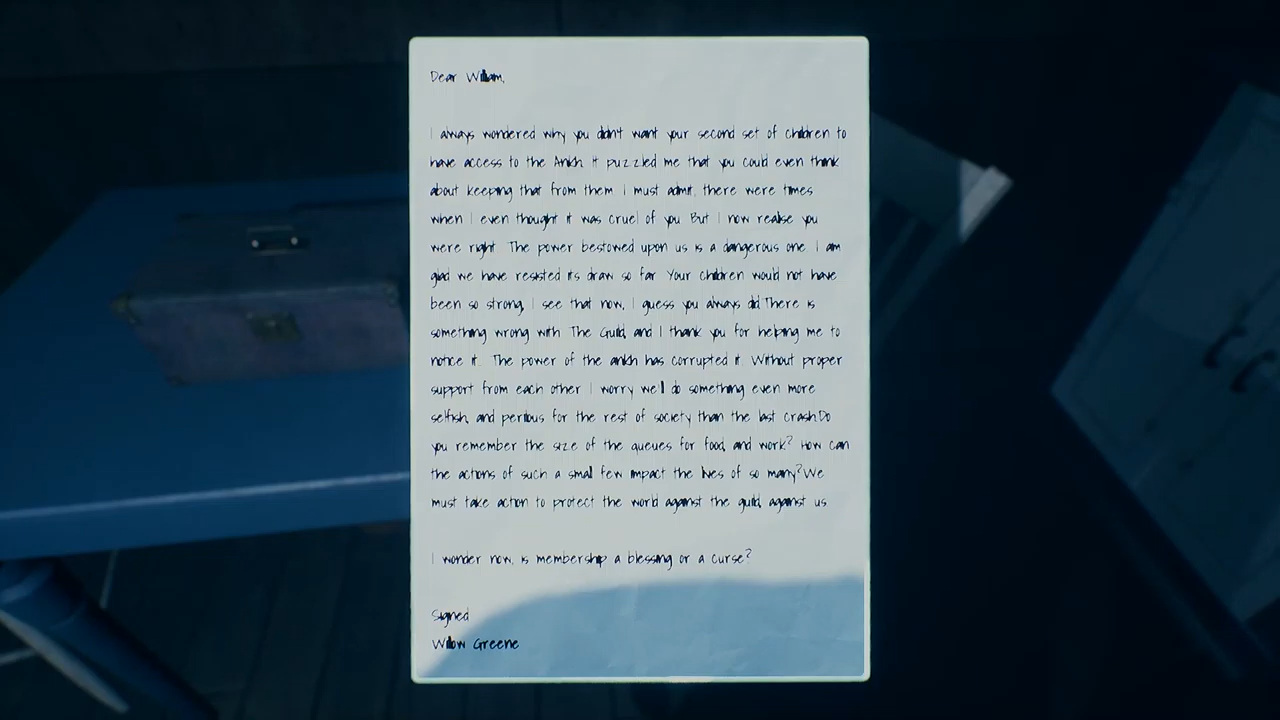 Dear William,
I always wondered why you didn't want your second set of children to
have access to the Ankh. It puzzled me that you could even think
about keeping that from them. I must admit, there were times
when I even thought it was cruel of you. But I now realise you
were right. The power bestowed upon us is a dangerous one. I am
glad we have resisted its draw so far. Your children would not have
been so strong, I see that now, I guess you always did.There is
something wrong with The Guild, and I thank you for helping me to
notice it. The power of the ankh has corrupted it. Without proper
support from each other I worry we'll do something even more
selfish, and perilous for the rest of society than the last crash.Do
you remember the size of the queues for food, and work? How can
the actions of such a small few impact the lives of so many?We
must take action to protect the world against the guild, against us.
I wonder now, is membership a blessing or a curse?
Signed
Willow Greene